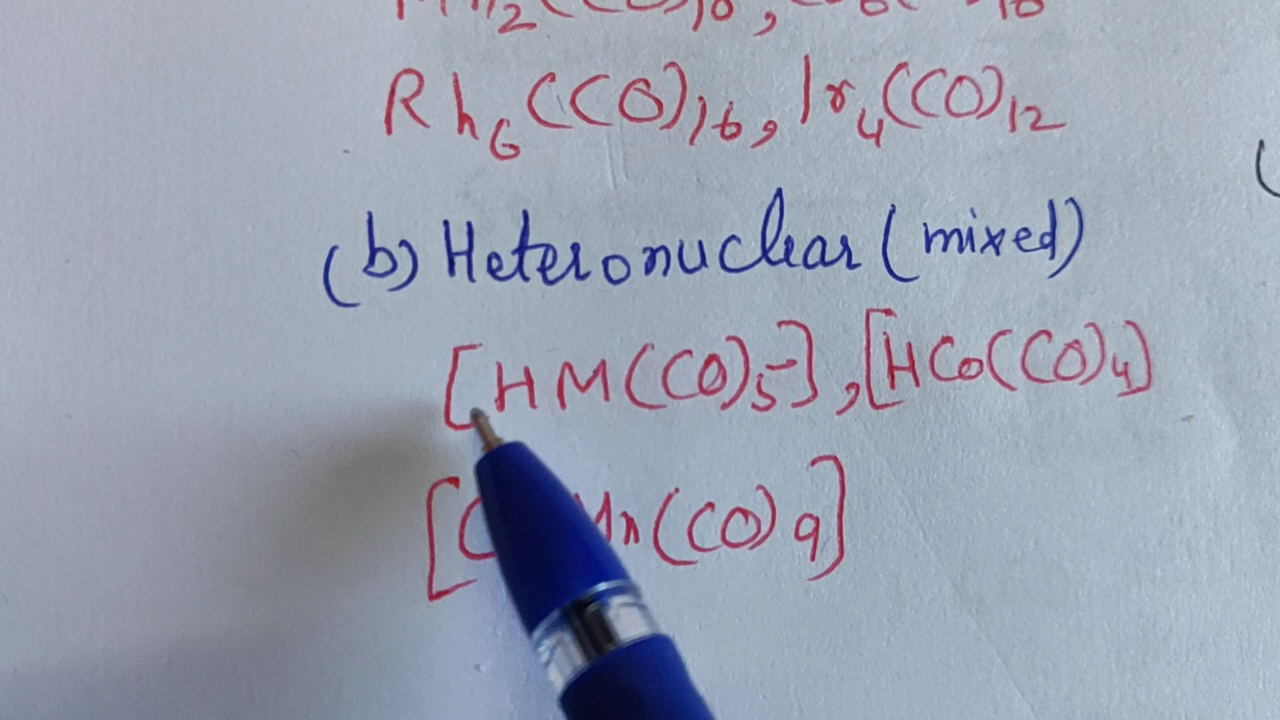 Rh₆(CO)₁₆, Ir₄(CO)₁₂
(b) Heteronuclear (mixed)
[HM(CO)₅⁻], [HCo(CO)₄]
Mn(CO)₉]